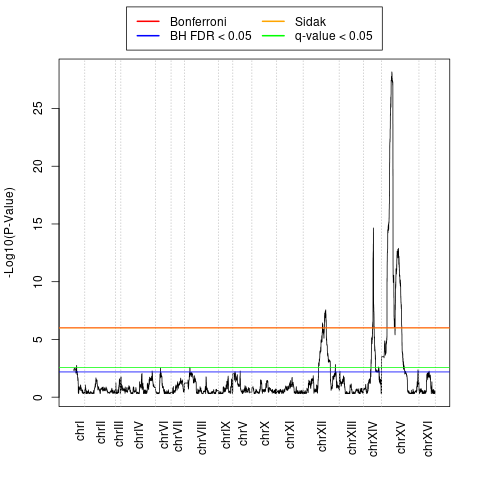 Bonferroni
Sidak
BH FDR < 0.05
q-value < 0.05
-Log10(P-Value)
25
20
15
10
5
0
chrI
chrII
chrIII
chrIV
chrVI
chrVII
chrVIII
chrIX
chrV
chrX
chrXI
chrXII
chrXIII
chrXIV
chrXV
chrXVI